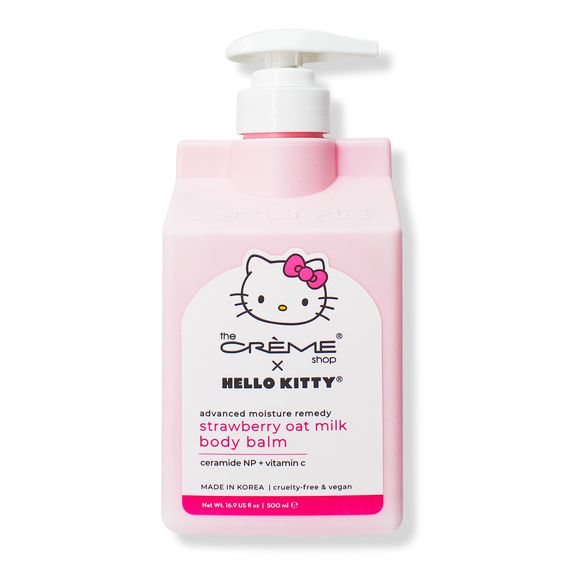 CRÈME
the
CRÈME®
shop
X
HELLO KITTY®
advanced moisture remedy
strawberry oat milk
body balm
ceramide NP + vitamin c
MADE IN KOREA | cruelty-free & vegan
Net Wt. 16.9 US fl oz | 500 ml ℮